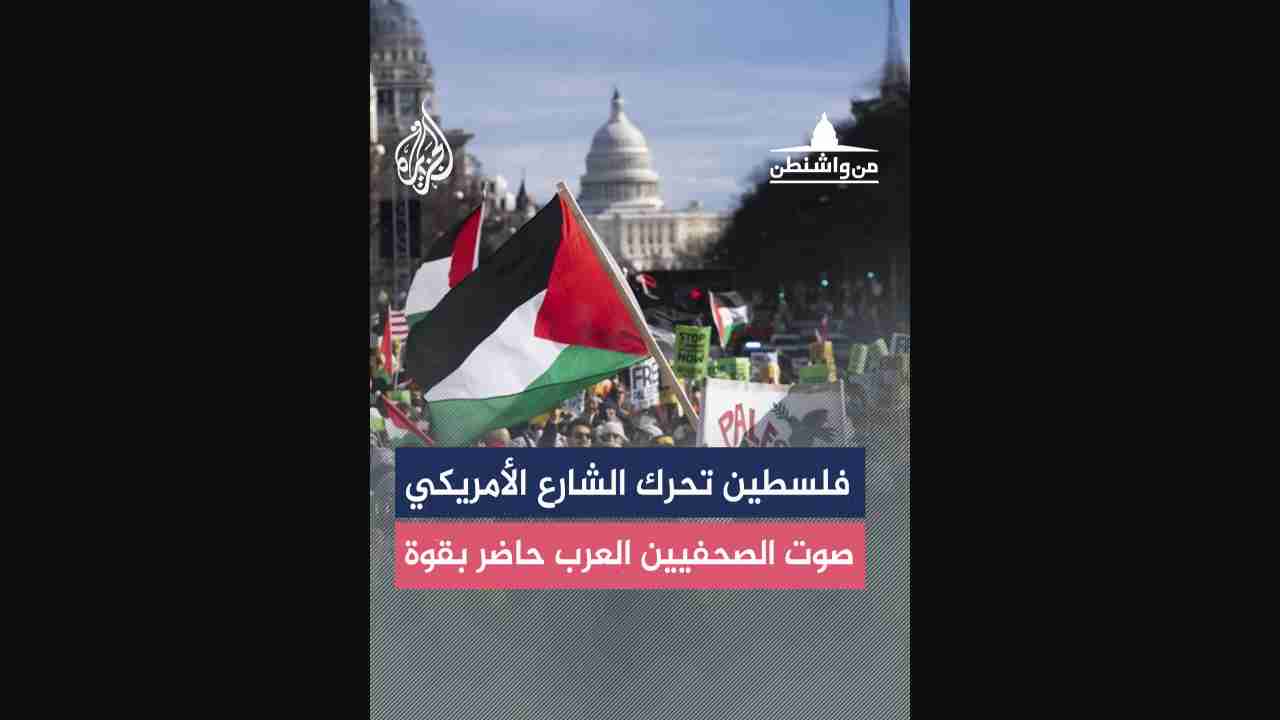 الجزيرة
من واشنطن
STOP
NOW
FREE
PALE
فلسطين تحرك الشارع الأمريكي
صوت الصحفيين العرب حاضر بقوة